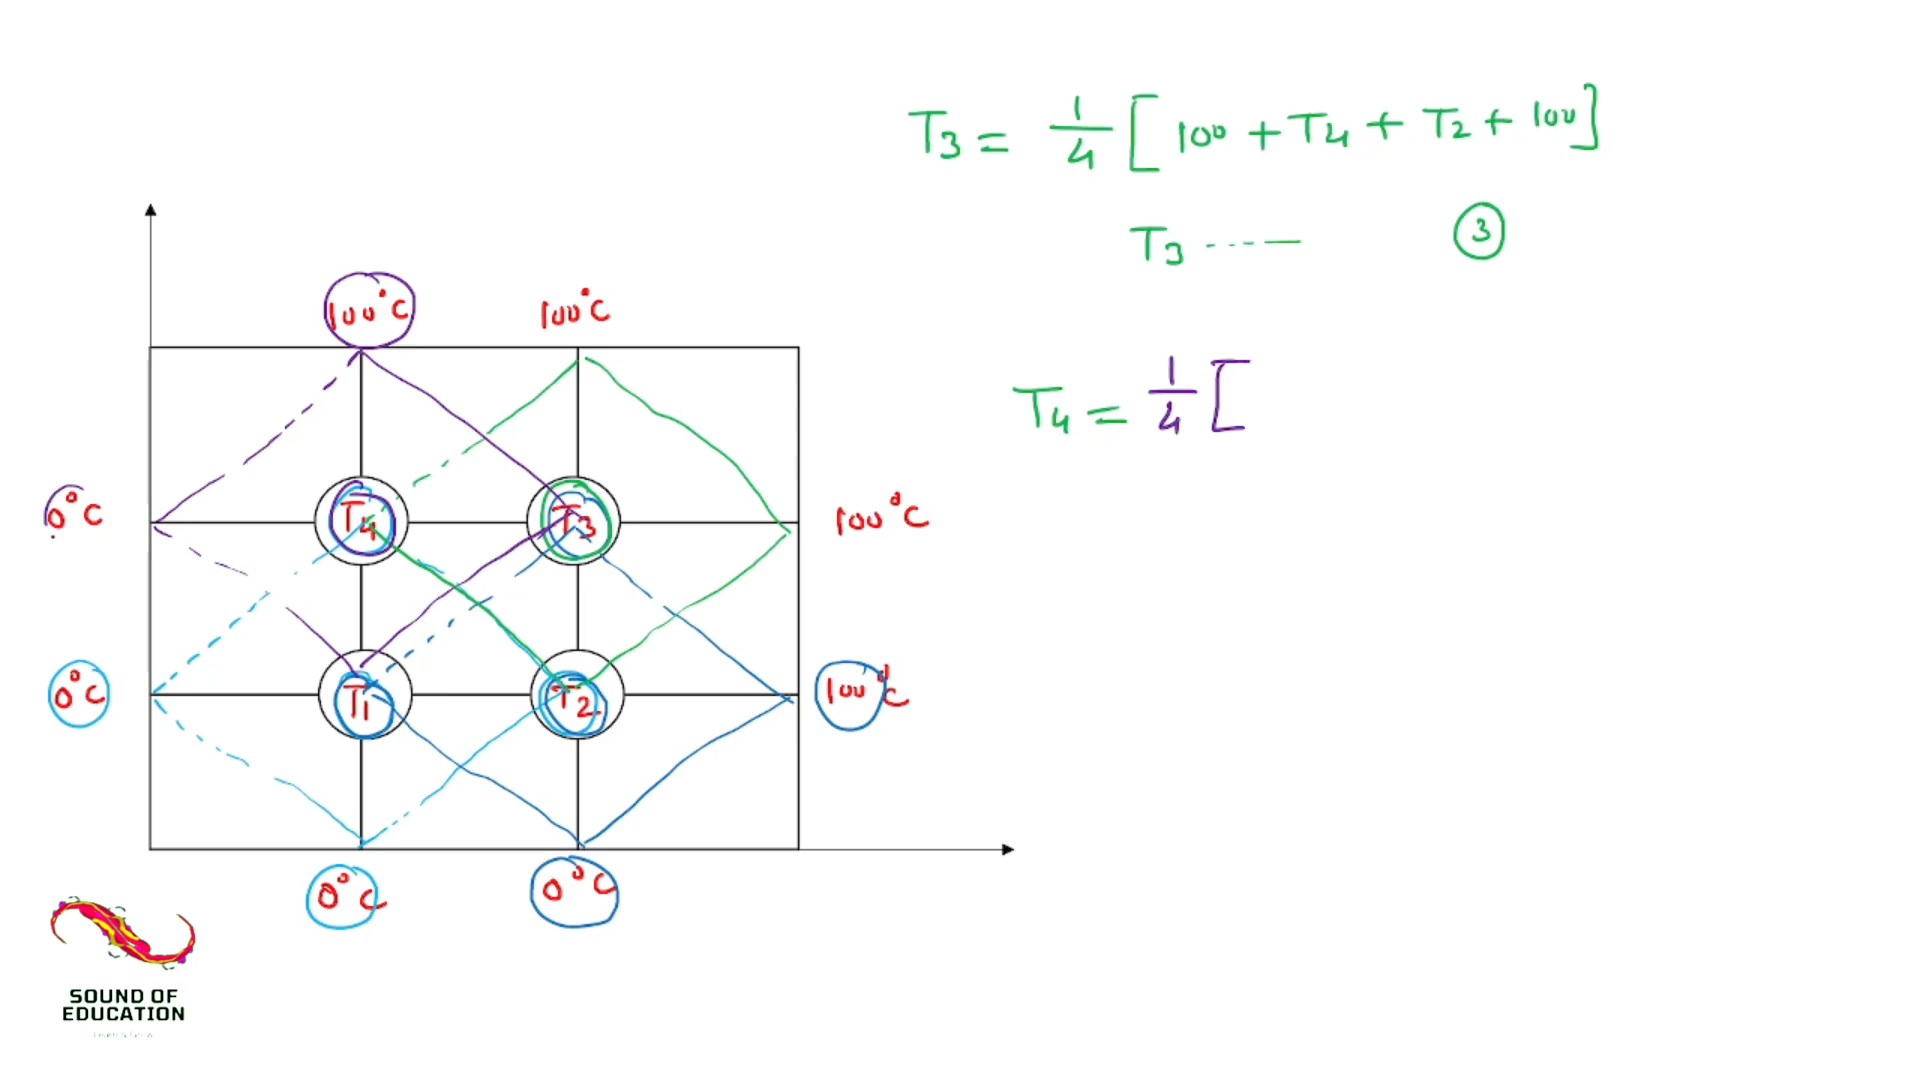 T3 = 1/4 [ 100 + T4 + T2 + 100 ]
T3 ----- 3
100°C 100°C
T4 = 1/4 [
0°C T4 T3 100°C
0°C T1 T2 100°C
0°C 0°C
SOUND OF
EDUCATION